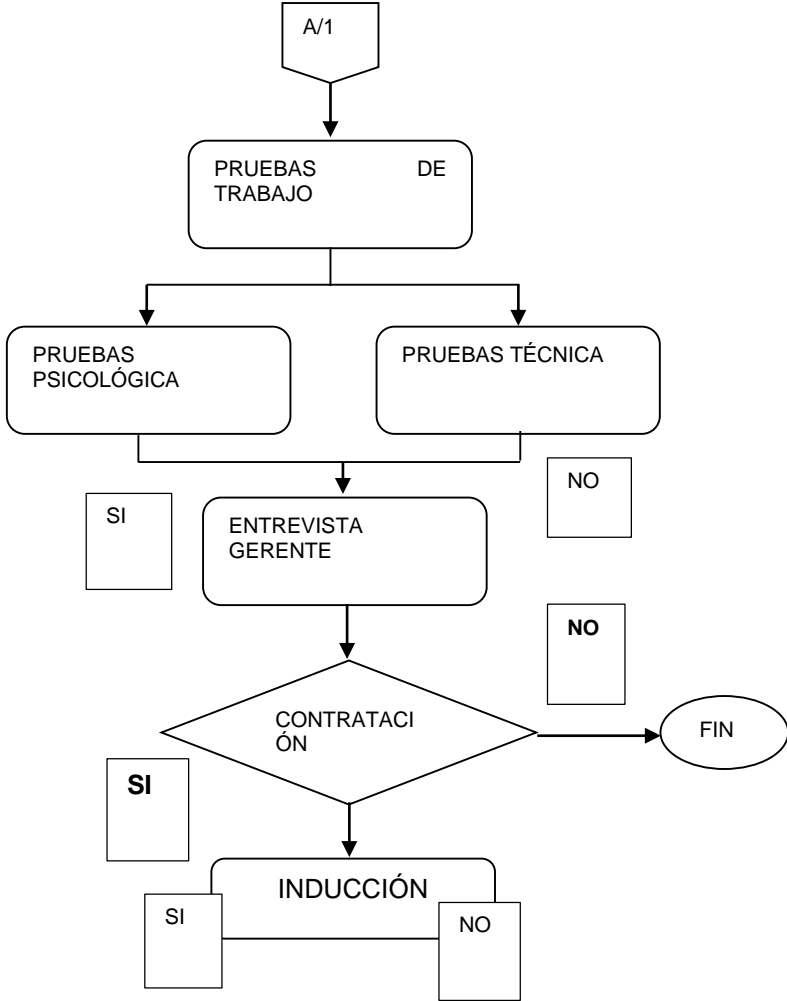 A/1
PRUEBAS DE
TRABAJO
PRUEBAS
PSICOLÓGICA
PRUEBAS TÉCNICA
SI
NO
ENTREVISTA
GERENTE
NO
CONTRATACI
ÓN
FIN
SI
INDUCCIÓN
SI
NO